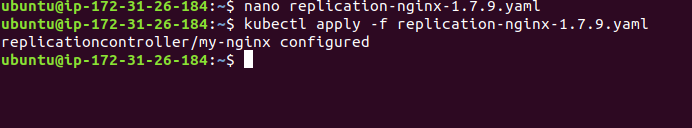 ubuntu@ip-172-31-26-184:~$ nano replication-nginx-1.7.9.yaml
ubuntu@ip-172-31-26-184:~$ kubectl apply -f replication-nginx-1.7.9.yaml
replicationcontroller/my-nginx configured
ubuntu@ip-172-31-26-184:~$